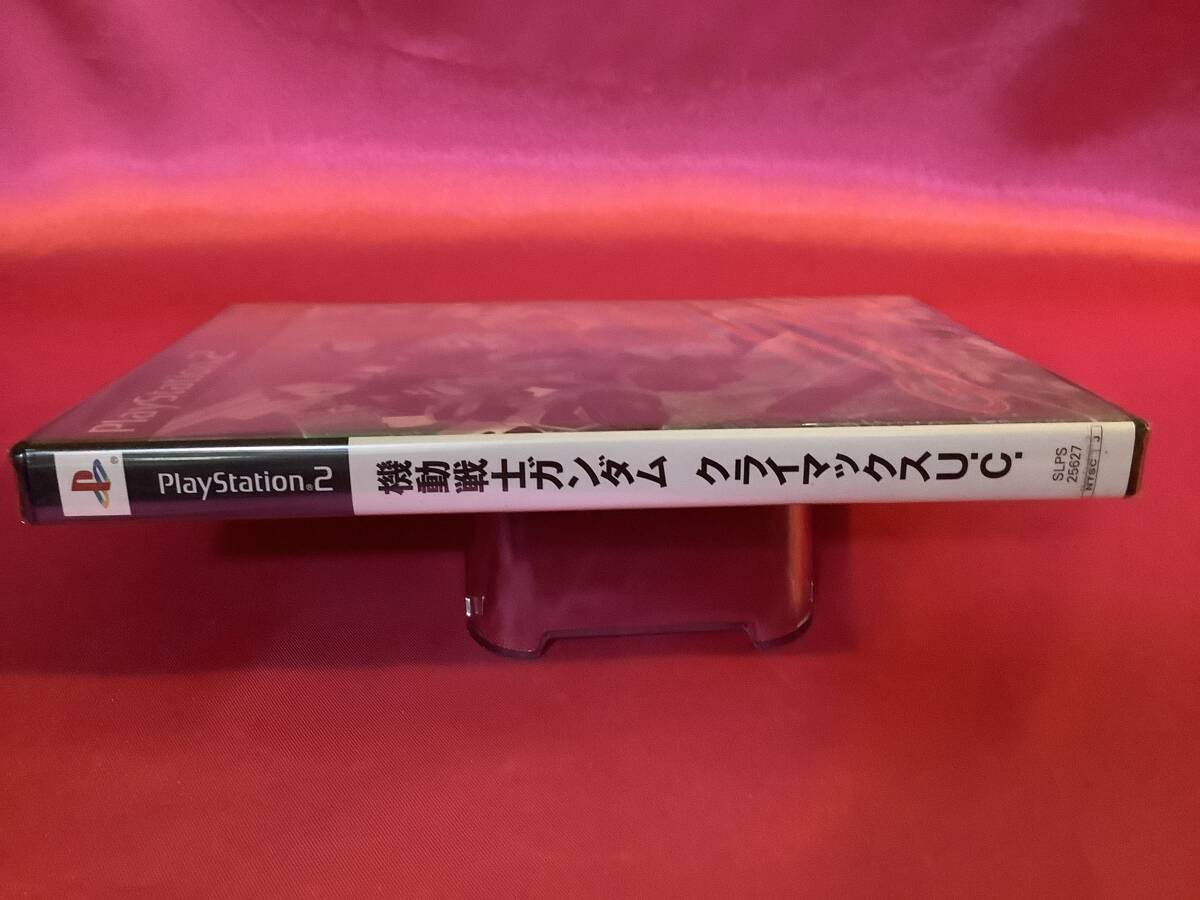 PlayStation 2
PlayStation®2
機動戦士ガンダム クライマックスU.C.
SLPS
25627
NTSC J